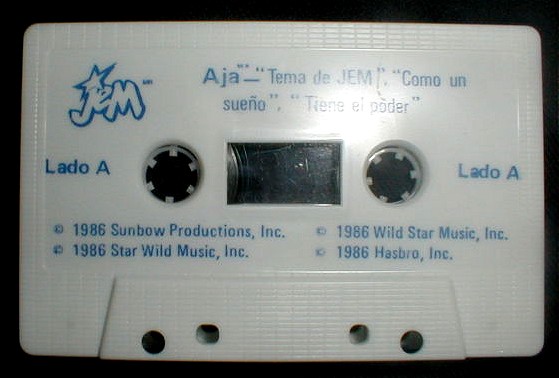 Aja™—"Tema de JEM", "Como un
sueño", "Tiene el poder"
JEM
Lado A
Lado A
© 1986 Sunbow Productions, Inc.
© 1986 Wild Star Music, Inc.
© 1986 Star Wild Music, Inc.
© 1986 Hasbro, Inc.